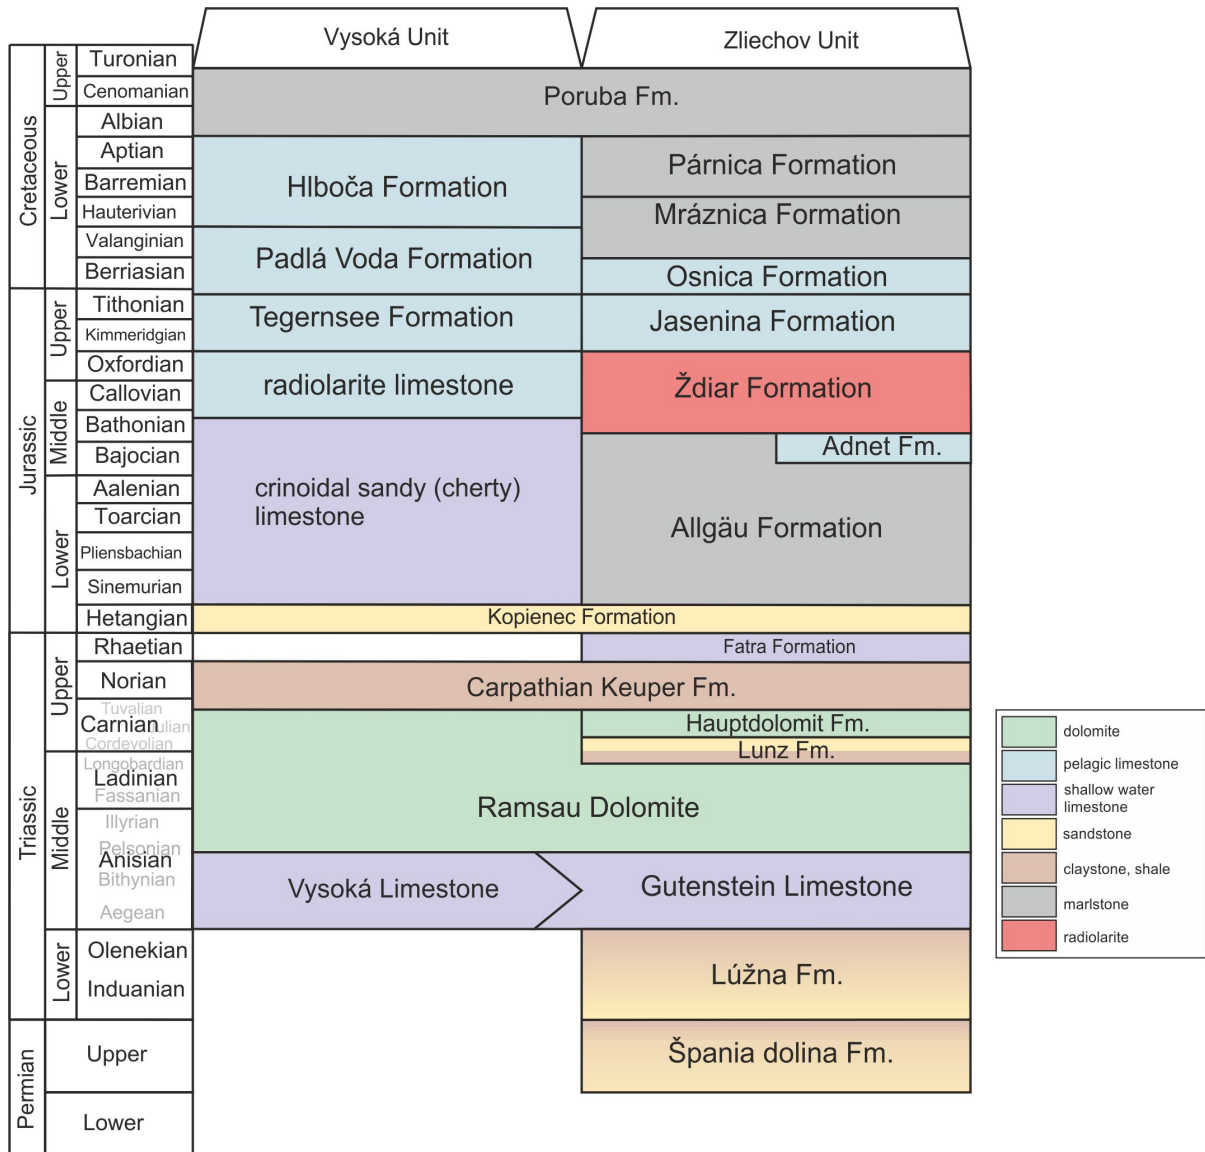 Vysoká Unit
Zliechov Unit
Cretaceous
Upper
Lower
Turonian
Cenomanian
Albian
Aptian
Barremian
Hauterivian
Valanginian
Berriasian
Jurassic
Upper
Middle
Lower
Tithonian
Kimmeridgian
Oxfordian
Callovian
Bathonian
Bajocian
Aalenian
Toarcian
Pliensbachian
Sinemurian
Hetangian
Triassic
Upper
Middle
Lower
Rhaetian
Norian
Tuvalian
Carnian
Julian
Cordevolian
Longobardian
Ladinian
Fassanian
Illyrian
Pelsonian
Anisian
Bithynian
Aegean
Olenekian
Induanian
Permian
Upper
Lower
Poruba Fm.
Hlboča Formation
Párnica Formation
Mráznica Formation
Padlá Voda Formation
Osnica Formation
Tegernsee Formation
Jasenina Formation
radiolarite limestone
Ždiar Formation
Adnet Fm.
crinoidal sandy (cherty)
limestone
Allgäu Formation
Kopienec Formation
Fatra Formation
Carpathian Keuper Fm.
Hauptdolomit Fm.
Lunz Fm.
Ramsau Dolomite
Vysoká Limestone
Gutenstein Limestone
Lúžna Fm.
Špania dolina Fm.
dolomite
pelagic limestone
shallow water
limestone
sandstone
claystone, shale
marlstone
radiolarite